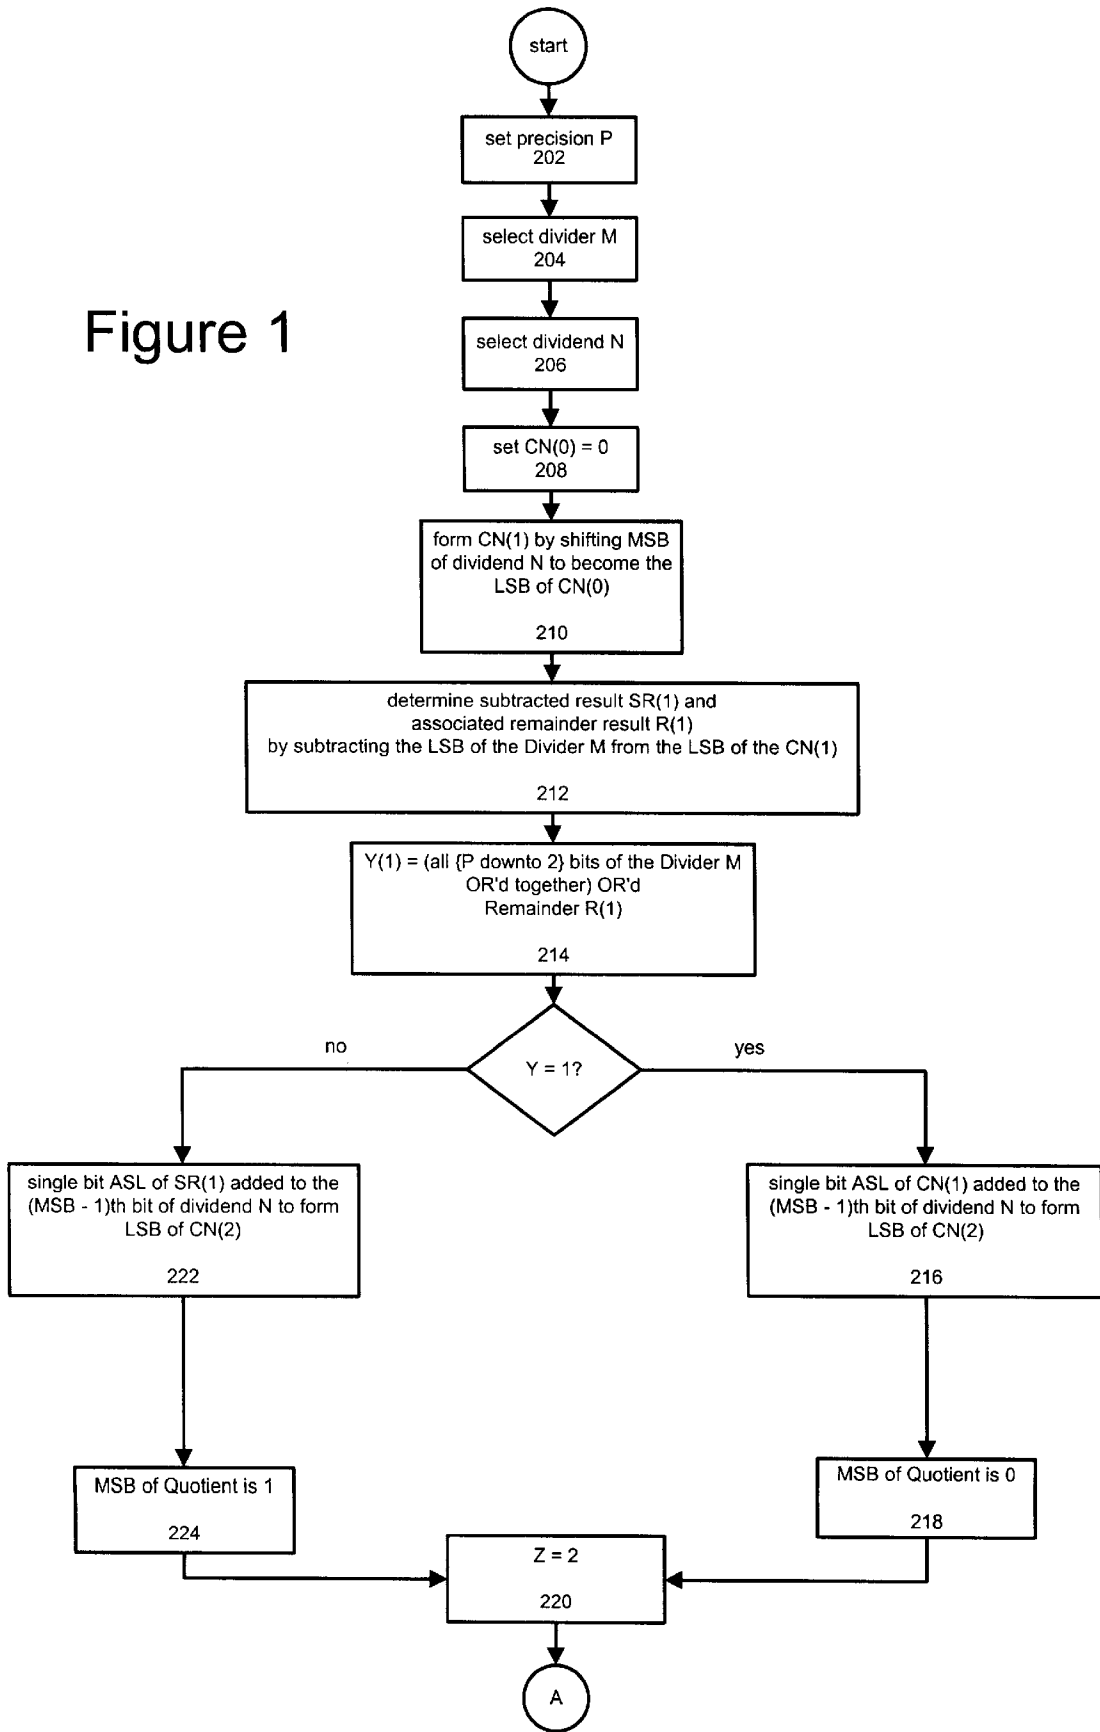 start
set precision P
202
select divider M
204
Figure 1
select dividend N
206
set CN(0) = 0
208
form CN(1) by shifting MSB
of dividend N to become the
LSB of CN(0)
210
determine subtracted result SR(1) and
associated remainder result R(1)
by subtracting the LSB of the Divider M from the LSB of the CN(1)
212
Y(1) = (all {P downto 2} bits of the Divider M
OR'd together) OR'd
Remainder R(1)
214
no
Y = 1?
yes
single bit ASL of SR(1) added to the
(MSB - 1)th bit of dividend N to form
LSB of CN(2)
222
single bit ASL of CN(1) added to the
(MSB - 1)th bit of dividend N to form
LSB of CN(2)
216
MSB of Quotient is 1
224
MSB of Quotient is 0
218
Z = 2
220
A